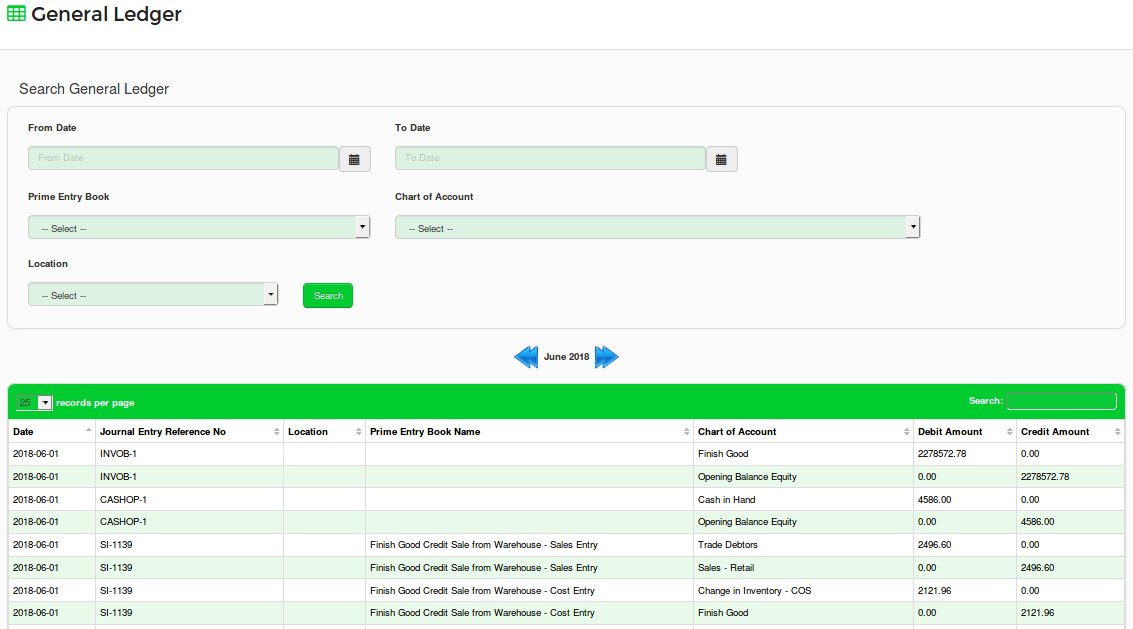 General Ledger
Search General Ledger
From Date To Date
From Date To Date
Prime Entry Book Chart of Account
-- Select -- -- Select --
Location
-- Select -- Search
June 2018
25 records per page Search:
Date Journal Entry Reference No Location Prime Entry Book Name Chart of Account Debit Amount Credit Amount
2018-06-01 INVOB-1 Finish Good 2278572.78 0.00
2018-06-01 INVOB-1 Opening Balance Equity 0.00 2278572.78
2018-06-01 CASHOP-1 Cash in Hand 4586.00 0.00
2018-06-01 CASHOP-1 Opening Balance Equity 0.00 4586.00
2018-06-01 SI-1139 Finish Good Credit Sale from Warehouse - Sales Entry Trade Debtors 2496.60 0.00
2018-06-01 SI-1139 Finish Good Credit Sale from Warehouse - Sales Entry Sales - Retail 0.00 2496.60
2018-06-01 SI-1139 Finish Good Credit Sale from Warehouse - Cost Entry Change in Inventory - COS 2121.96 0.00
2018-06-01 SI-1139 Finish Good Credit Sale from Warehouse - Cost Entry Finish Good 0.00 2121.96